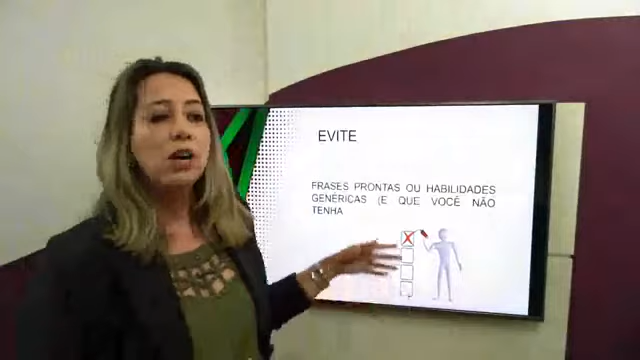 EVITE
FRASES PRONTAS OU HABILIDADES
GENÉRICAS (E QUE VOCÊ NÃO
TENHA